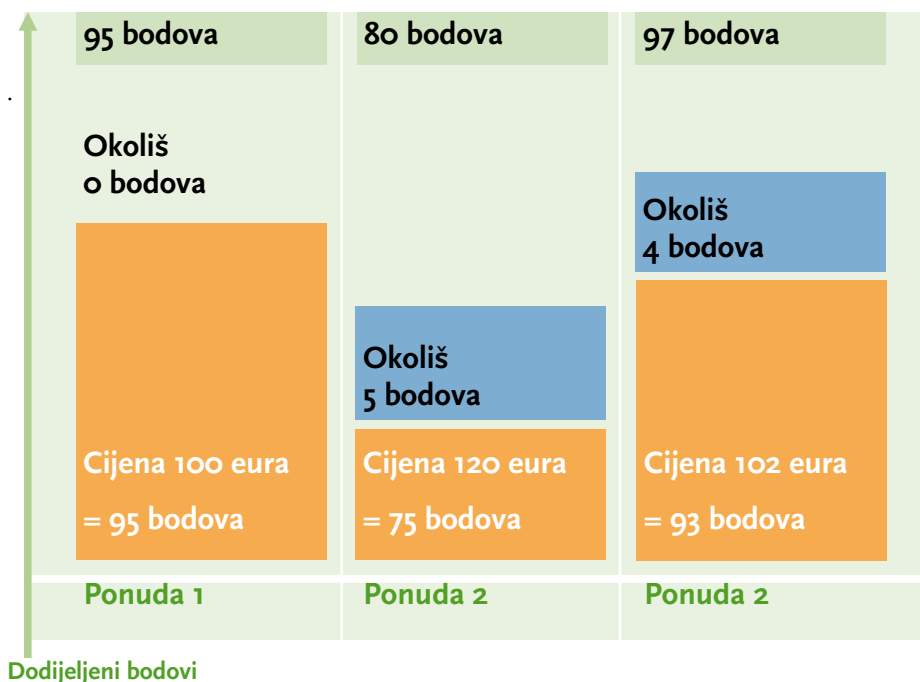 95 bodova
80 bodova
97 bodova
.
Okoliš
0 bodova
Okoliš
4 bodova
Okoliš
5 bodova
Cijena 100 eura
= 95 bodova
Cijena 120 eura
= 75 bodova
Cijena 102 eura
= 93 bodova
Ponuda 1
Ponuda 2
Ponuda 2
Dodijeljeni bodovi